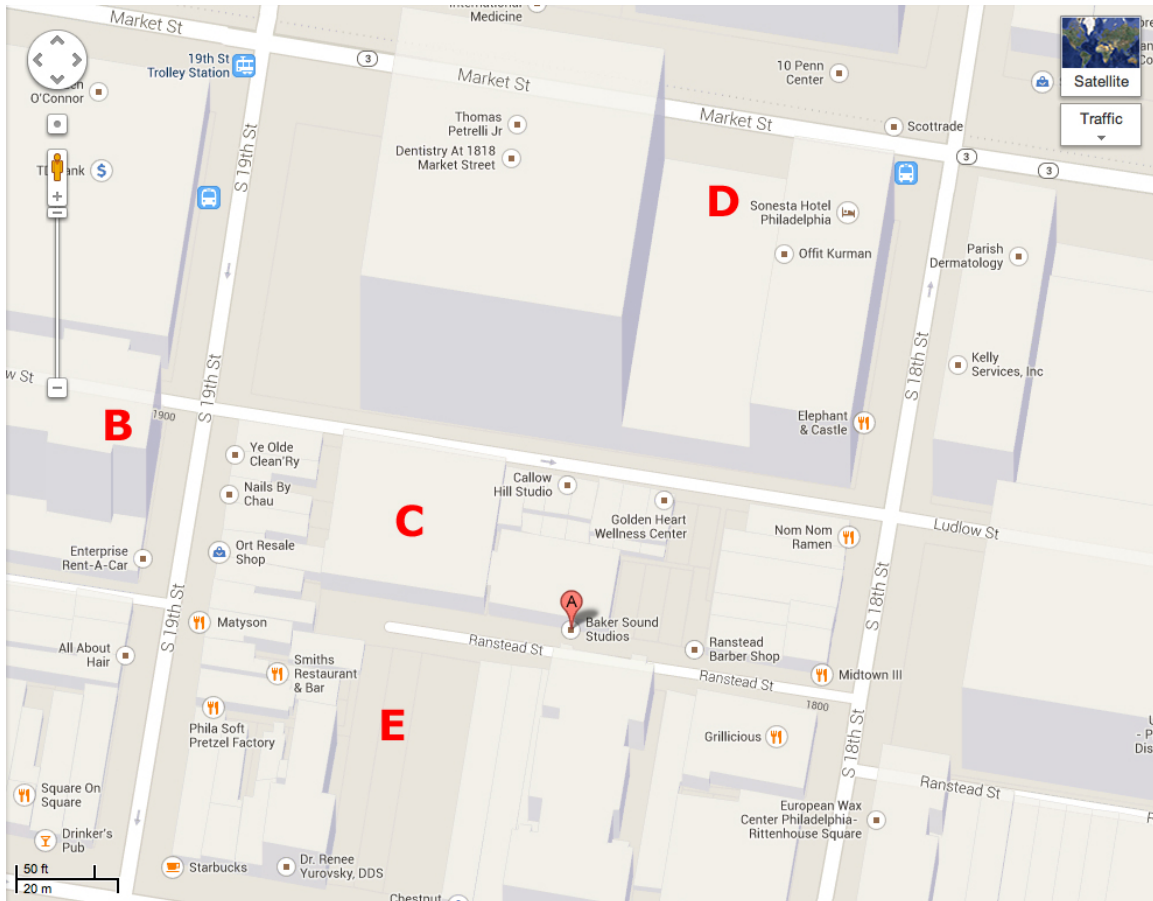 International
Medicine
Market St
19th St
Trolley Station
O'Connor
3
Market St
10 Penn
Center
Satellite
Traffic
Thomas
Petrelli Jr
Dentistry At 1818
Market Street
Market St
Scottrade
3
3
S 19th St
$
D
Sonesta Hotel
Philadelphia
Offit Kurman
Parish
Dermatology
S 18th St
Kelly
Services, Inc
S 19th St
1900
B
Elephant
& Castle
Ye Olde
Clean'Ry
Nails By
Chau
Callow
Hill Studio
C
Golden Heart
Wellness Center
Nom Nom
Ramen
Ludlow St
Enterprise
Rent-A-Car
Ort Resale
Shop
S 19th St
S 18th St
A
Baker Sound
Studios
Matyson
Ranstead St
Ranstead
Barber Shop
All About
Hair
Smiths
Restaurant
& Bar
Midtown III
Ranstead St
1800
Phila Soft
Pretzel Factory
E
Grillicious
S 18th St
Square On
Square
Ranstead St
European Wax
Center Philadelphia-
Rittenhouse Square
Drinker's
Pub
50 ft
20 m
Starbucks
Dr. Renee
Yurovsky, DDS
Chestnut